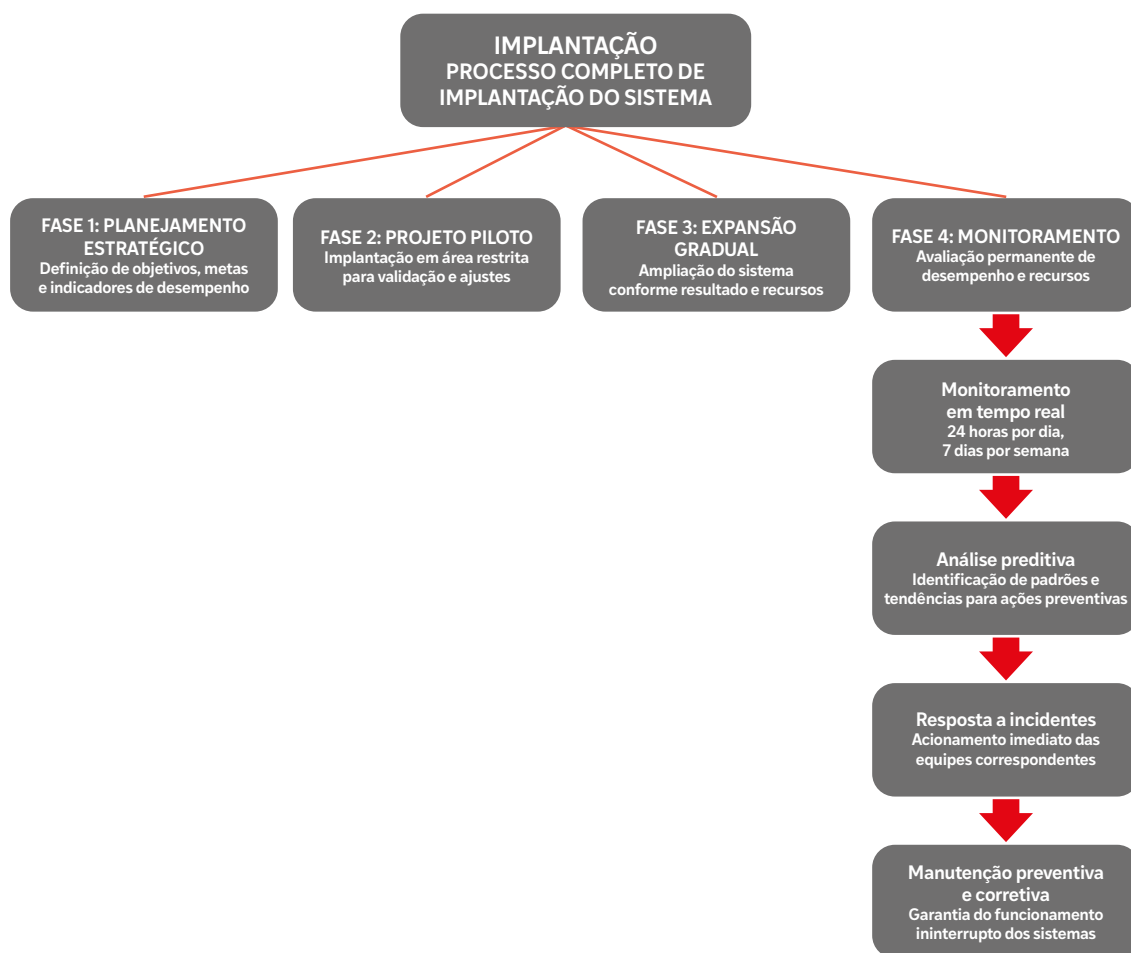 IMPLANTAÇÃO
PROCESSO COMPLETO DE
IMPLANTAÇÃO DO SISTEMA
FASE 1: PLANEJAMENTO
ESTRATÉGICO
Definição de objetivos, metas
e indicadores de desempenho
FASE 2: PROJETO PILOTO
Implantação em área restrita
para validação e ajustes
FASE 3: EXPANSÃO
GRADUAL
Ampliação do sistema
conforme resultado e recursos
FASE 4: MONITORAMENTO
Avaliação permanente de
desempenho e recursos
Monitoramento
em tempo real
24 horas por dia,
7 dias por semana
Análise preditiva
Identificação de padrões e
tendências para ações preventivas
Resposta a incidentes
Acionamento imediato das
equipes correspondentes
Manutenção preventiva
e corretiva
Garantia do funcionamento
ininterrupto dos sistemas